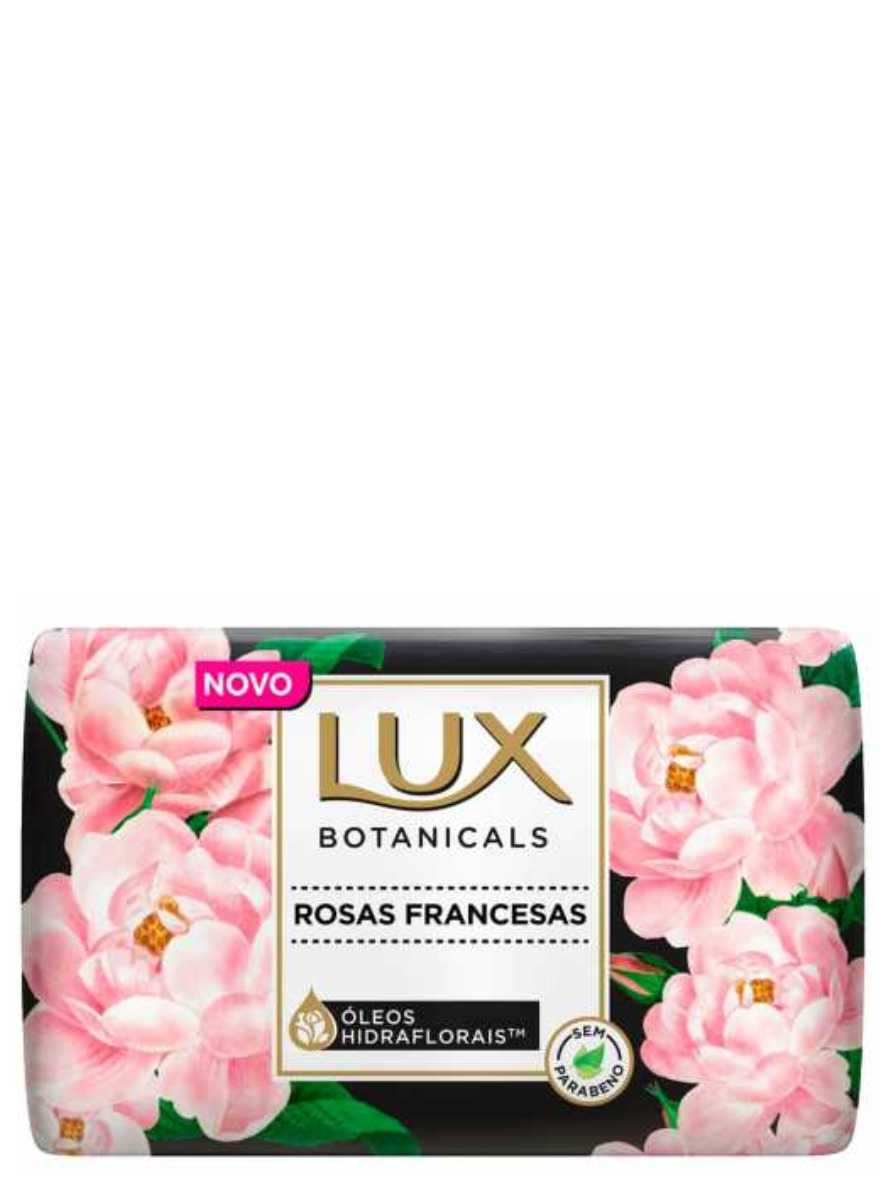 NOVO
LUX
BOTANICALS
ROSAS FRANCESAS
ÓLEOS
HIDRAFLORAIS™
SEM
PARABENO